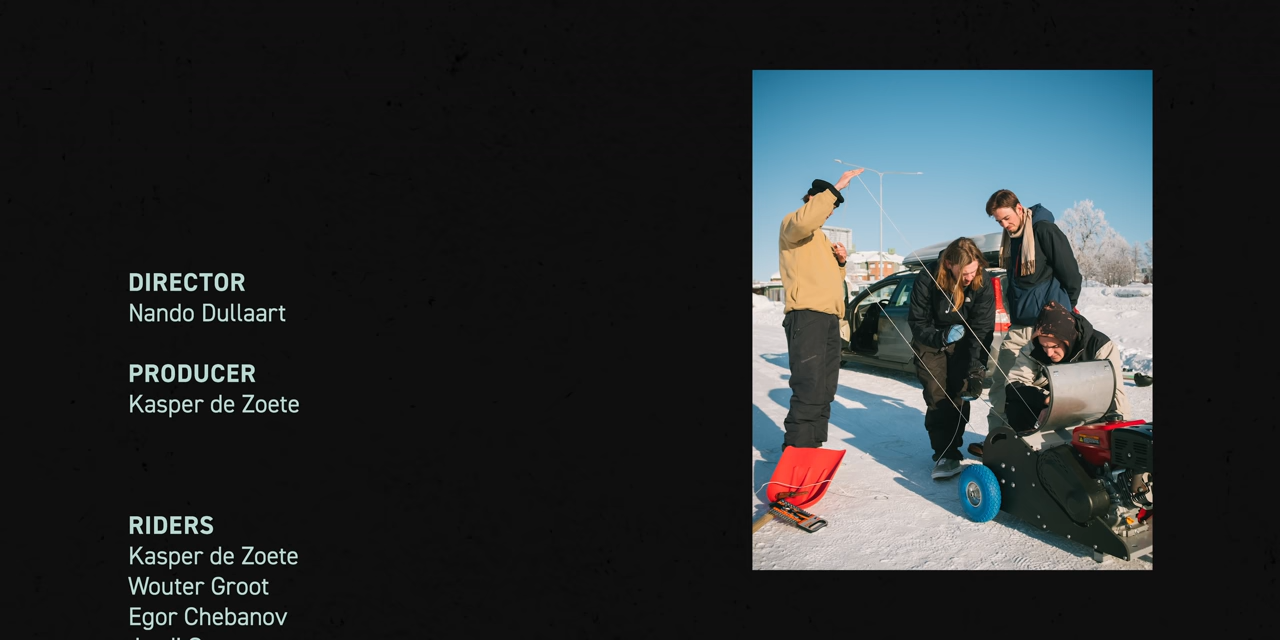 DIRECTOR
Nando Dullaart
PRODUCER
Kasper de Zoete
RIDERS
Kasper de Zoete
Wouter Groot
Egor Chebanov